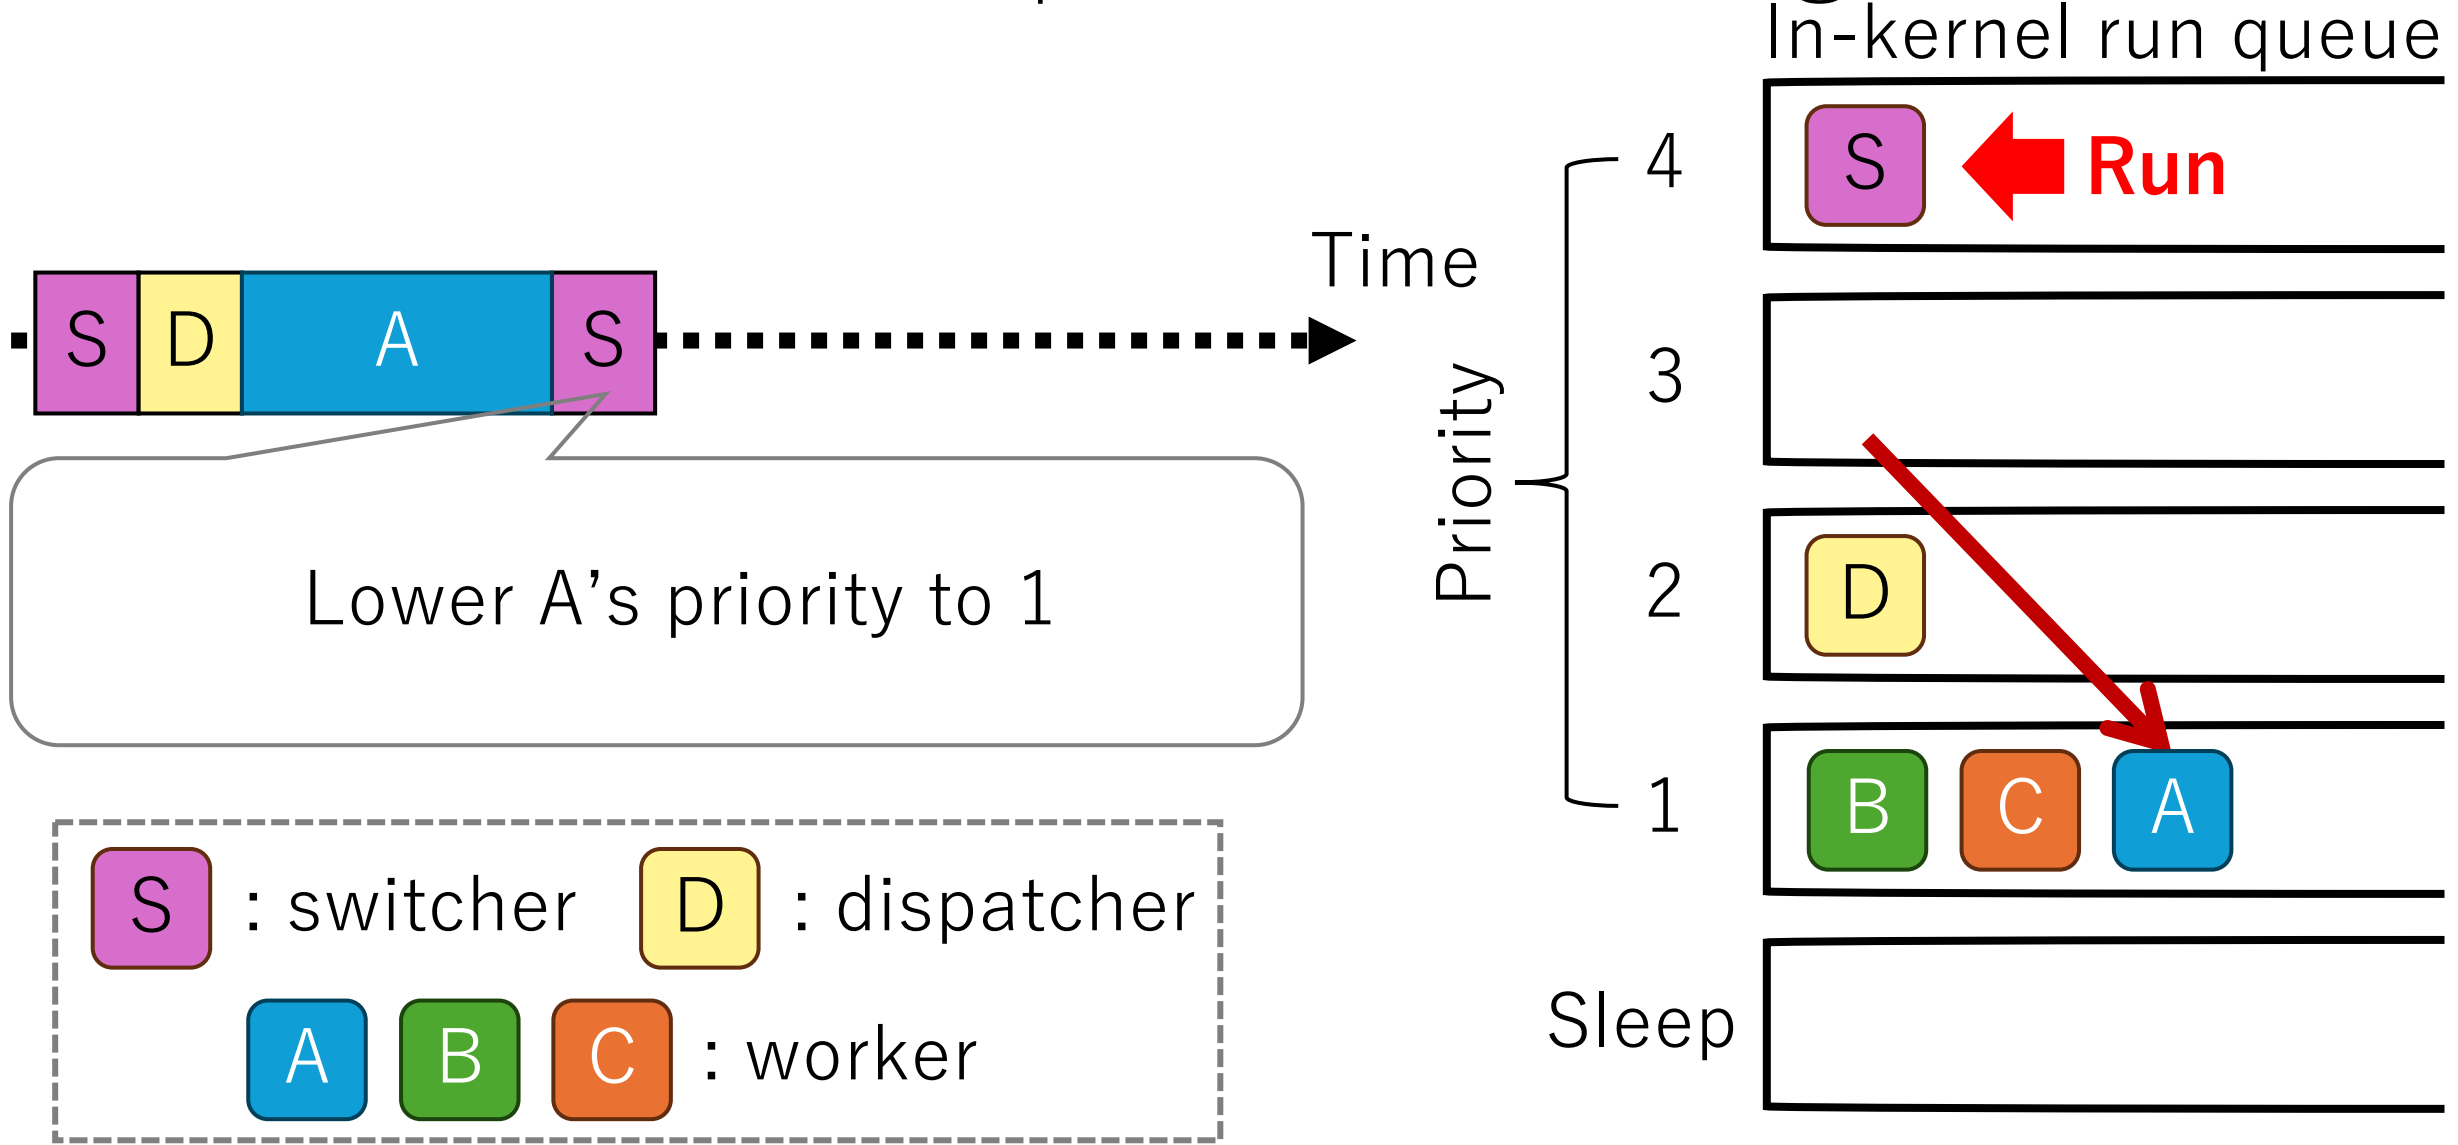 In-kernel run queue
S
Run
4
Time
S D A S
Priority
3
Lower A's priority to 1
2
D
1
B C A
S : switcher D : dispatcher
A B C : worker
Sleep